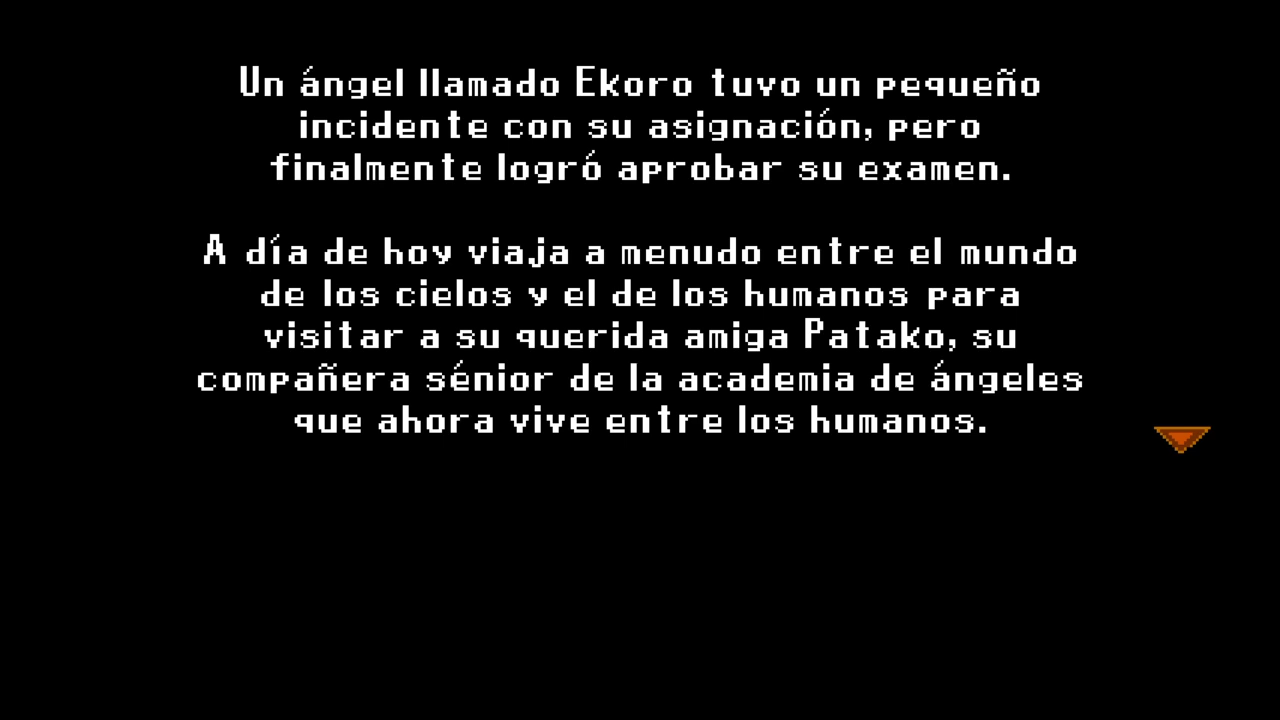 Un ángel llamado Ekoro tuvo un pequeño
incidente con su asignación, pero
finalmente logró aprobar su examen.
A día de hoy viaja a menudo entre el mundo
de los cielos y el de los humanos para
visitar a su querida amiga Patako, su
compañera sénior de la academia de ángeles
que ahora vive entre los humanos.